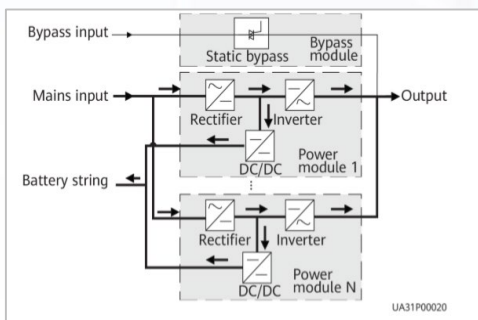 Bypass input
Static bypass
Bypass
module
Mains input
Output
Rectifier
Inverter
DC/DC
Power
module 1
Battery string
Rectifier
Inverter
DC/DC
Power
module N
UA31P00020